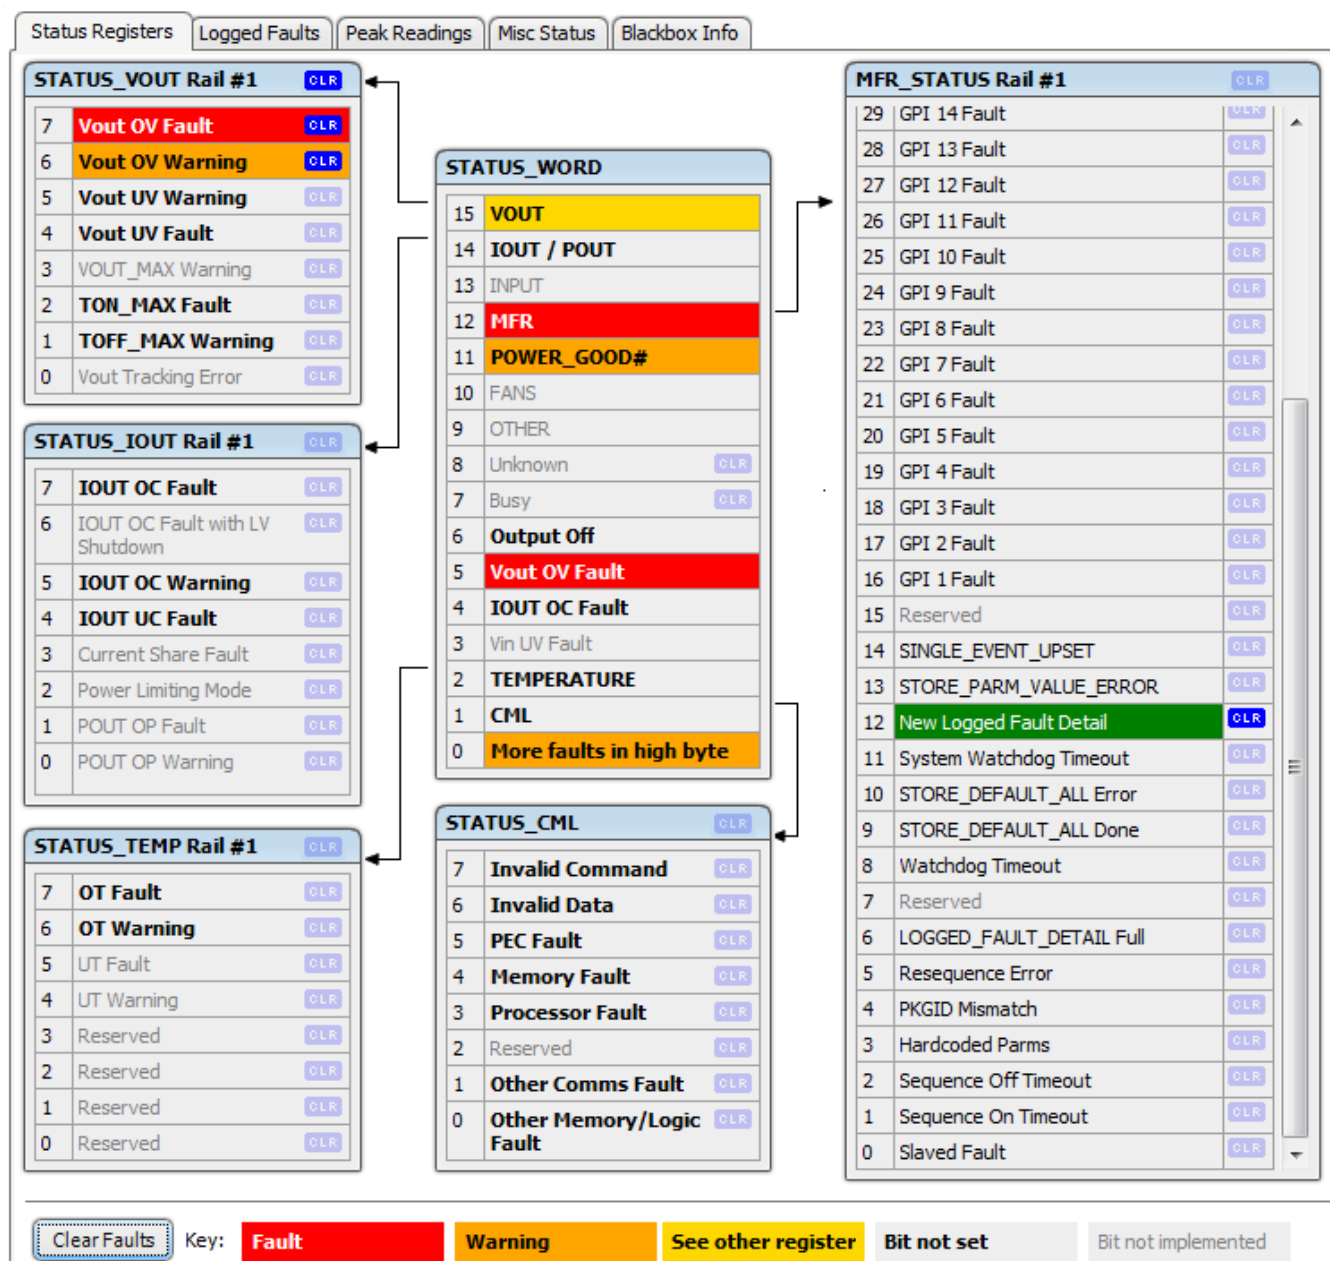 Status Registers Logged Faults Peak Readings Misc Status Blackbox Info
STATUS_VOUT Rail #1 CLR
7 Vout OV Fault CLR
6 Vout OV Warning CLR
5 Vout UV Warning CLR
4 Vout UV Fault CLR
3 VOUT_MAX Warning CLR
2 TON_MAX Fault CLR
1 TOFF_MAX Warning CLR
0 Vout Tracking Error CLR
STATUS_IOUT Rail #1 CLR
7 IOUT OC Fault CLR
6 IOUT OC Fault with LV CLR
Shutdown
5 IOUT OC Warning CLR
4 IOUT UC Fault CLR
3 Current Share Fault CLR
2 Power Limiting Mode CLR
1 POUT OP Fault CLR
0 POUT OP Warning CLR
STATUS_TEMP Rail #1 CLR
7 OT Fault CLR
6 OT Warning CLR
5 UT Fault CLR
4 UT Warning CLR
3 Reserved CLR
2 Reserved CLR
1 Reserved CLR
0 Reserved CLR
STATUS_WORD
15 VOUT
14 IOUT / POUT
13 INPUT
12 MFR
11 POWER_GOOD#
10 FANS
9 OTHER
8 Unknown CLR
7 Busy CLR
6 Output Off
5 Vout OV Fault
4 IOUT OC Fault
3 Vin UV Fault
2 TEMPERATURE
1 CML
0 More faults in high byte
STATUS_CML CLR
7 Invalid Command CLR
6 Invalid Data CLR
5 PEC Fault CLR
4 Memory Fault CLR
3 Processor Fault CLR
2 Reserved CLR
1 Other Comms Fault CLR
0 Other Memory/Logic CLR
Fault
MFR_STATUS Rail #1 CLR
29 GPI 14 Fault CLR
28 GPI 13 Fault CLR
27 GPI 12 Fault CLR
26 GPI 11 Fault CLR
25 GPI 10 Fault CLR
24 GPI 9 Fault CLR
23 GPI 8 Fault CLR
22 GPI 7 Fault CLR
21 GPI 6 Fault CLR
20 GPI 5 Fault CLR
19 GPI 4 Fault CLR
18 GPI 3 Fault CLR
17 GPI 2 Fault CLR
16 GPI 1 Fault CLR
15 Reserved CLR
14 SINGLE_EVENT_UPSET CLR
13 STORE_PARM_VALUE_ERROR CLR
12 New Logged Fault Detail CLR
11 System Watchdog Timeout CLR
10 STORE_DEFAULT_ALL Error CLR
9 STORE_DEFAULT_ALL Done CLR
8 Watchdog Timeout CLR
7 Reserved CLR
6 LOGGED_FAULT_DETAIL Full CLR
5 Resequence Error CLR
4 PKGID Mismatch CLR
3 Hardcoded Parms CLR
2 Sequence Off Timeout CLR
1 Sequence On Timeout CLR
0 Slaved Fault CLR
Clear Faults Key: Fault Warning See other register Bit not set Bit not implemented